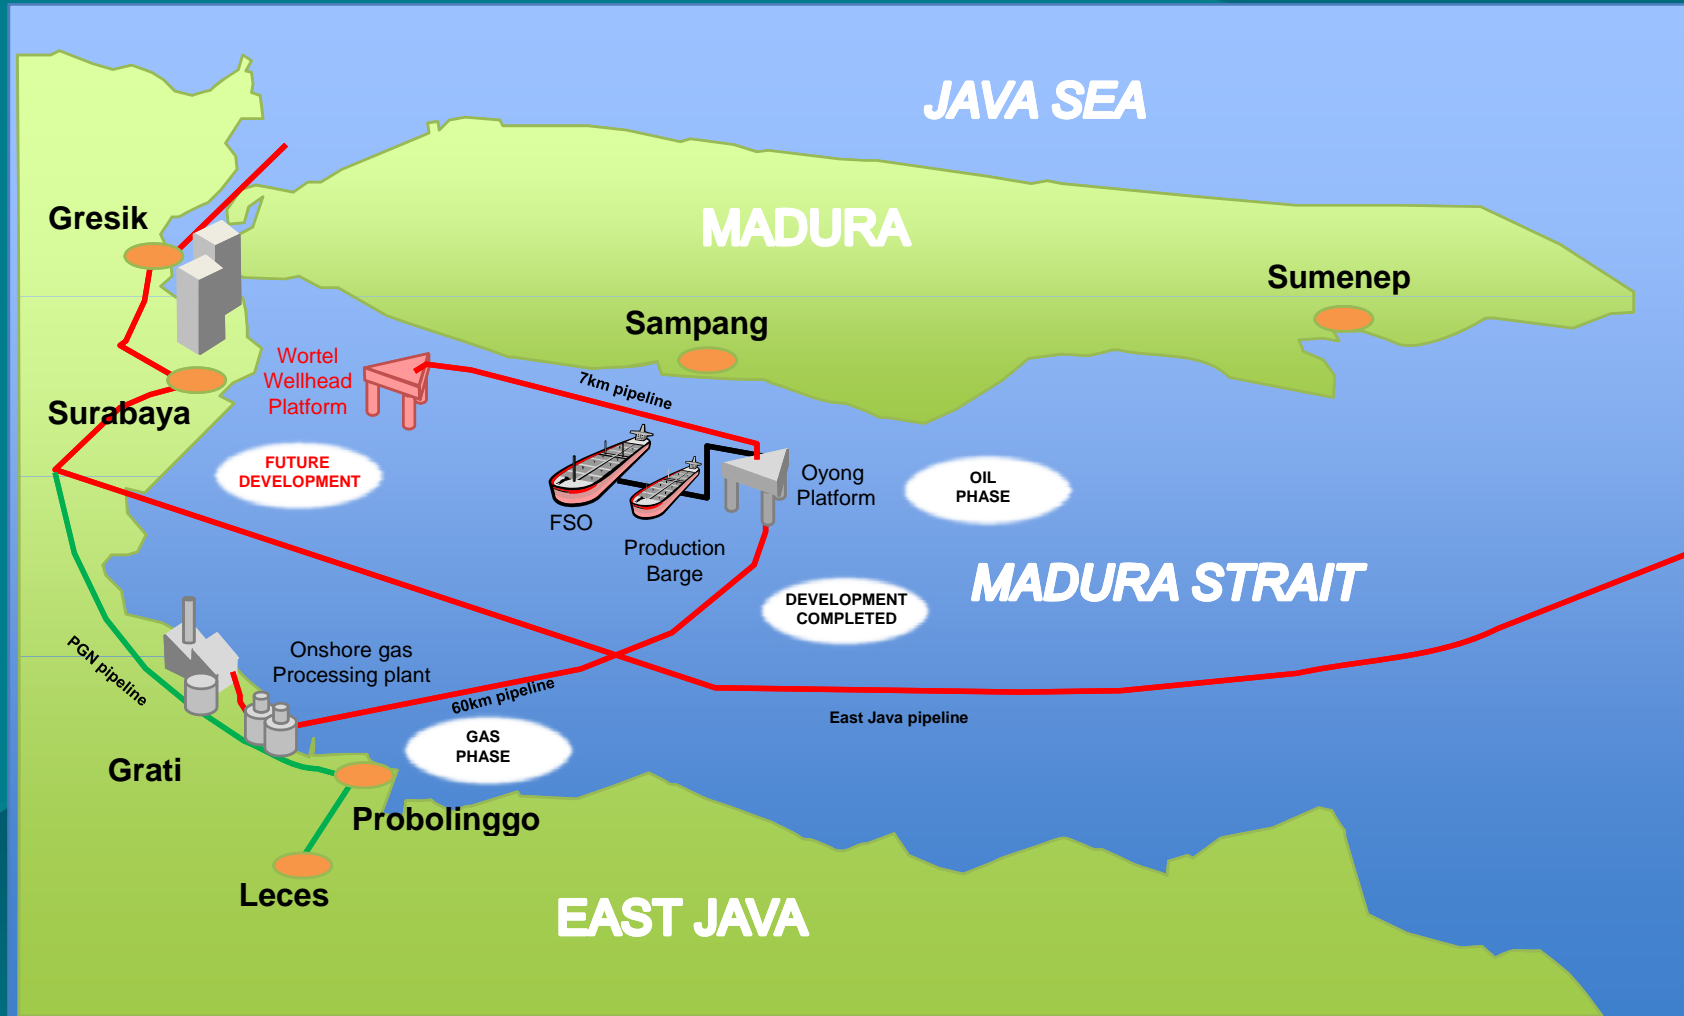 JAVA SEA
Gresik
MADURA
Sumenep
Sampang
Wortel
Wellhead
Platform
7km pipeline
Surabaya
FUTURE
DEVELOPMENT
Oyong
Platform
OIL
PHASE
FSO
Production
Barge
MADURA STRAIT
DEVELOPMENT
COMPLETED
PGN pipeline
Onshore gas
Processing plant
60km pipeline
East Java pipeline
GAS
PHASE
Grati
Probolinggo
Leces
EAST JAVA